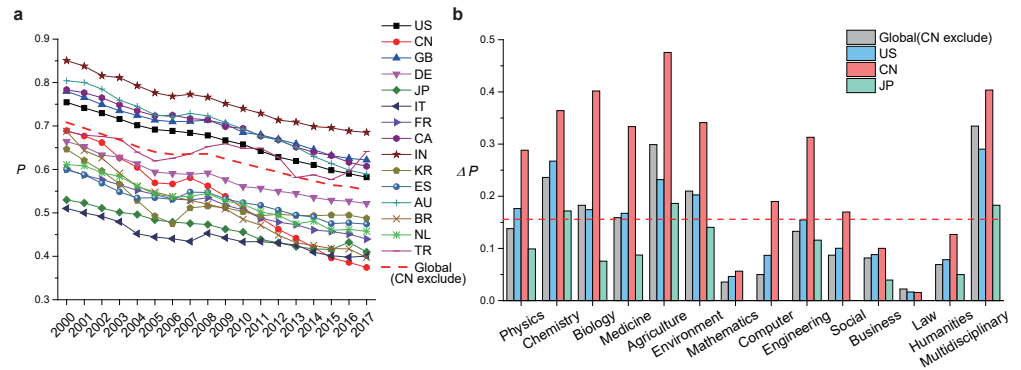 a
US
CN
GB
DE
JP
IT
FR
CA
IN
KR
ES
AU
BR
NL
TR
Global
(CN exclude)
P
0.9
0.8
0.7
0.6
0.5
0.4
0.3
2000
2001
2002
2003
2004
2005
2006
2007
2008
2009
2010
2011
2012
2013
2014
2015
2016
2017
b
Global(CN exclude)
US
CN
JP
ΔP
0.5
0.4
0.3
0.2
0.1
0.0
Physics
Chemistry
Biology
Medicine
Agriculture
Environment
Mathematics
Computer
Engineering
Social
Business
Law
Humanities
Multidisciplinary